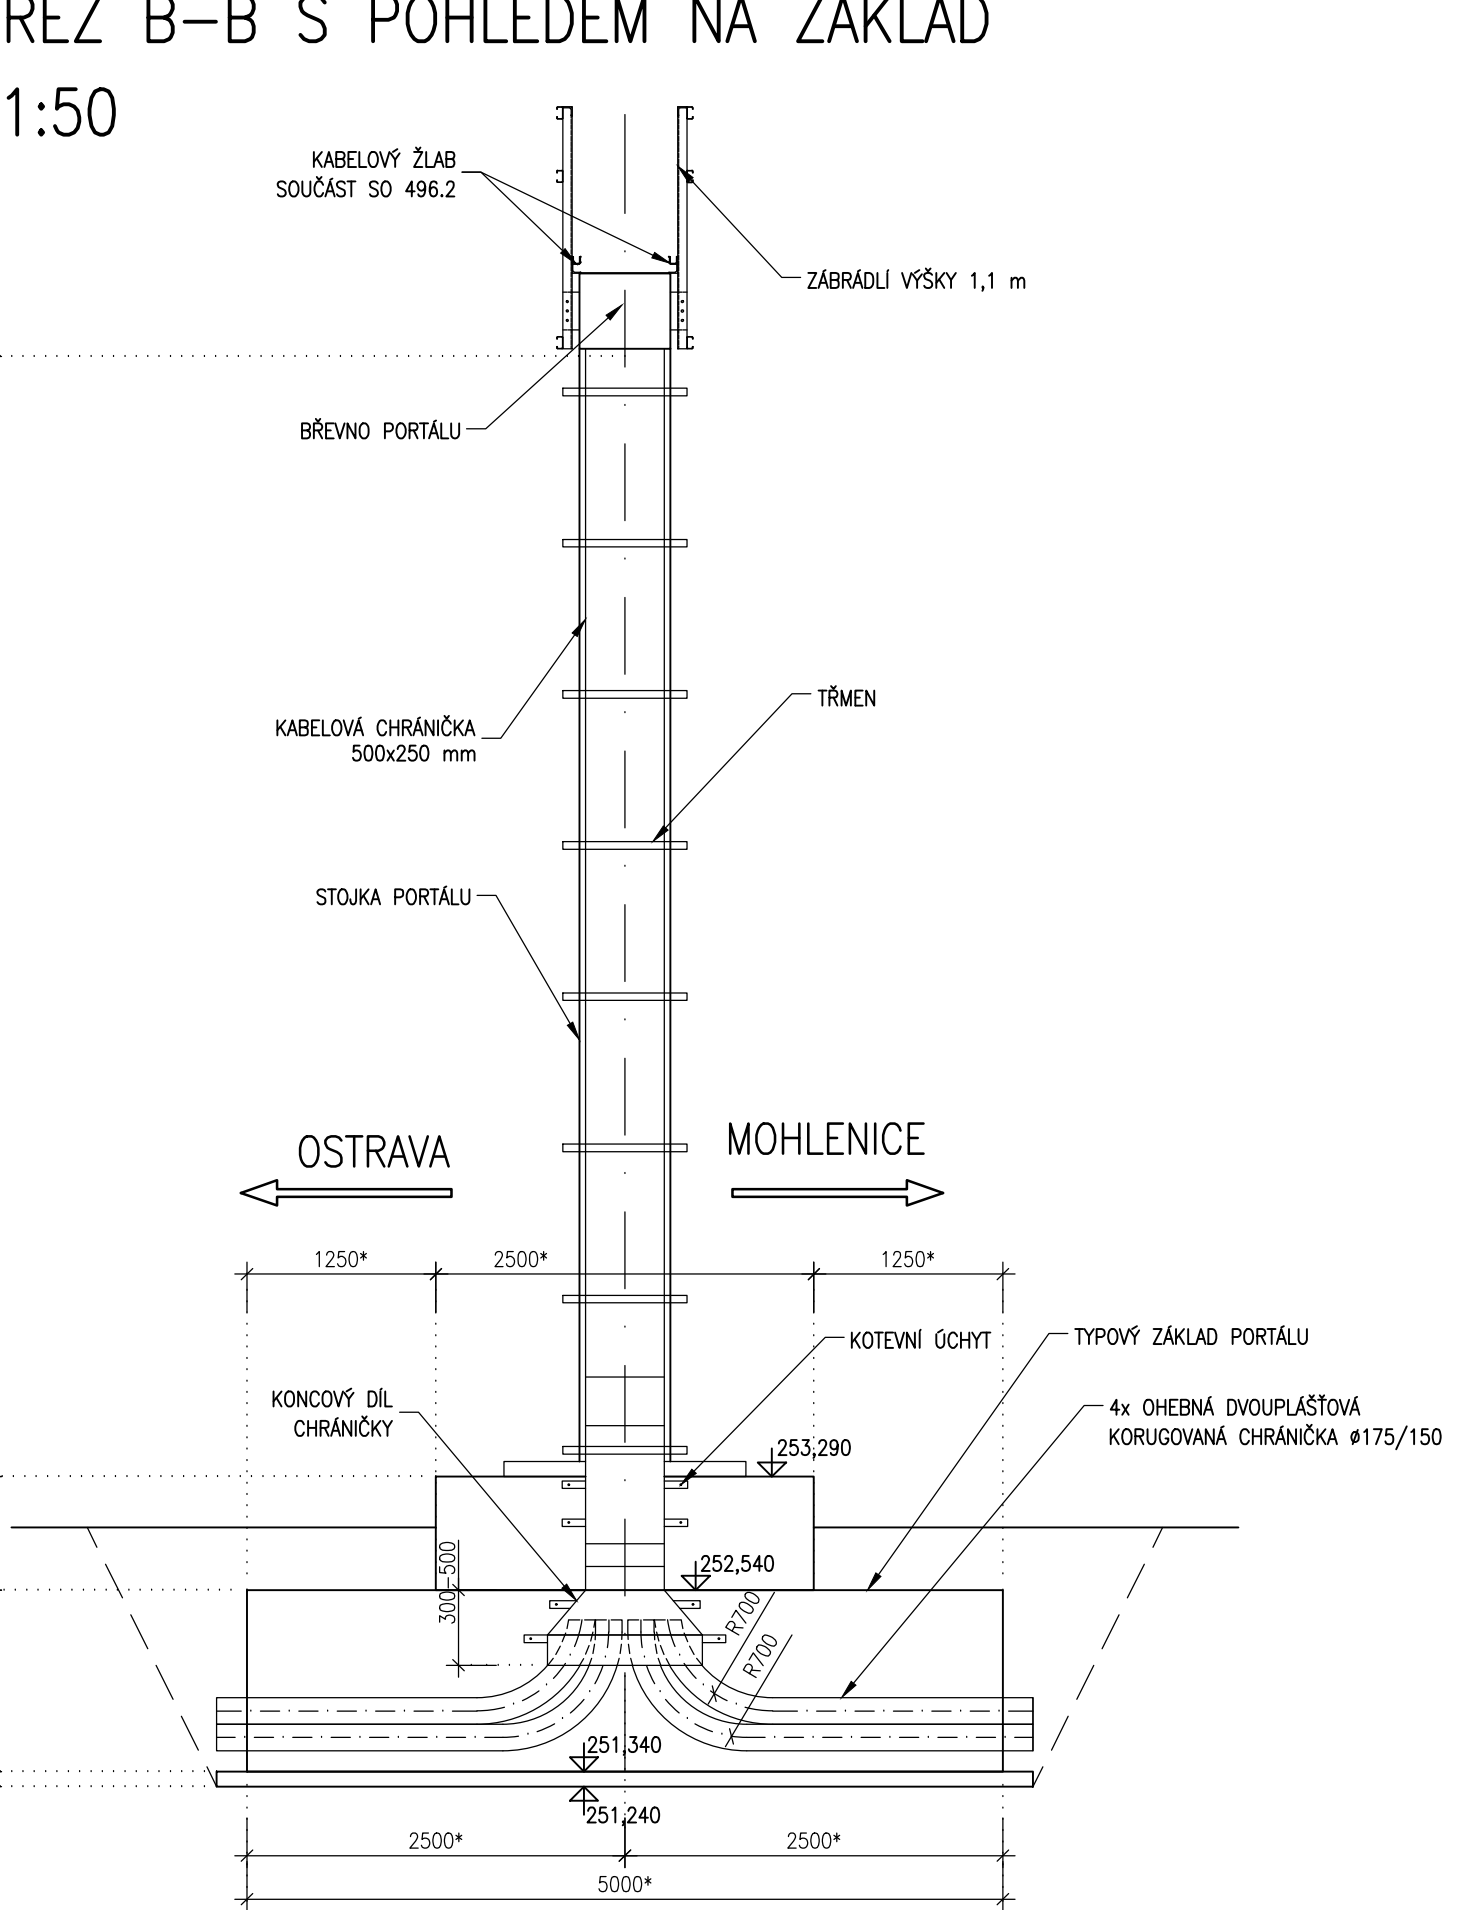 ŘEZ B-B S POHLEDEM NA ZÁKLAD
1:50
KABELOVÝ ŽLAB
SOUČÁST SO 496.2
ZÁBRÁDLÍ VÝŠKY 1,1 m
BŘEVNO PORTÁLU
TŘMEN
KABELOVÁ CHRÁNIČKA
500x250 mm
STOJKA PORTÁLU
OSTRAVA
MOHLENICE
1250*
2500*
1250*
KOTEVNÍ ÚCHYT
TYPOVÝ ZÁKLAD PORTÁLU
KONCOVÝ DÍL
CHRÁNIČKY
4x OHEBNÁ DVOUPLÁŠŤOVÁ
KORUGOVANÁ CHRÁNIČKA ø175/150
253,290
252,540
300-500
R700
R700
251,340
251,240
2500*
2500*
5000*